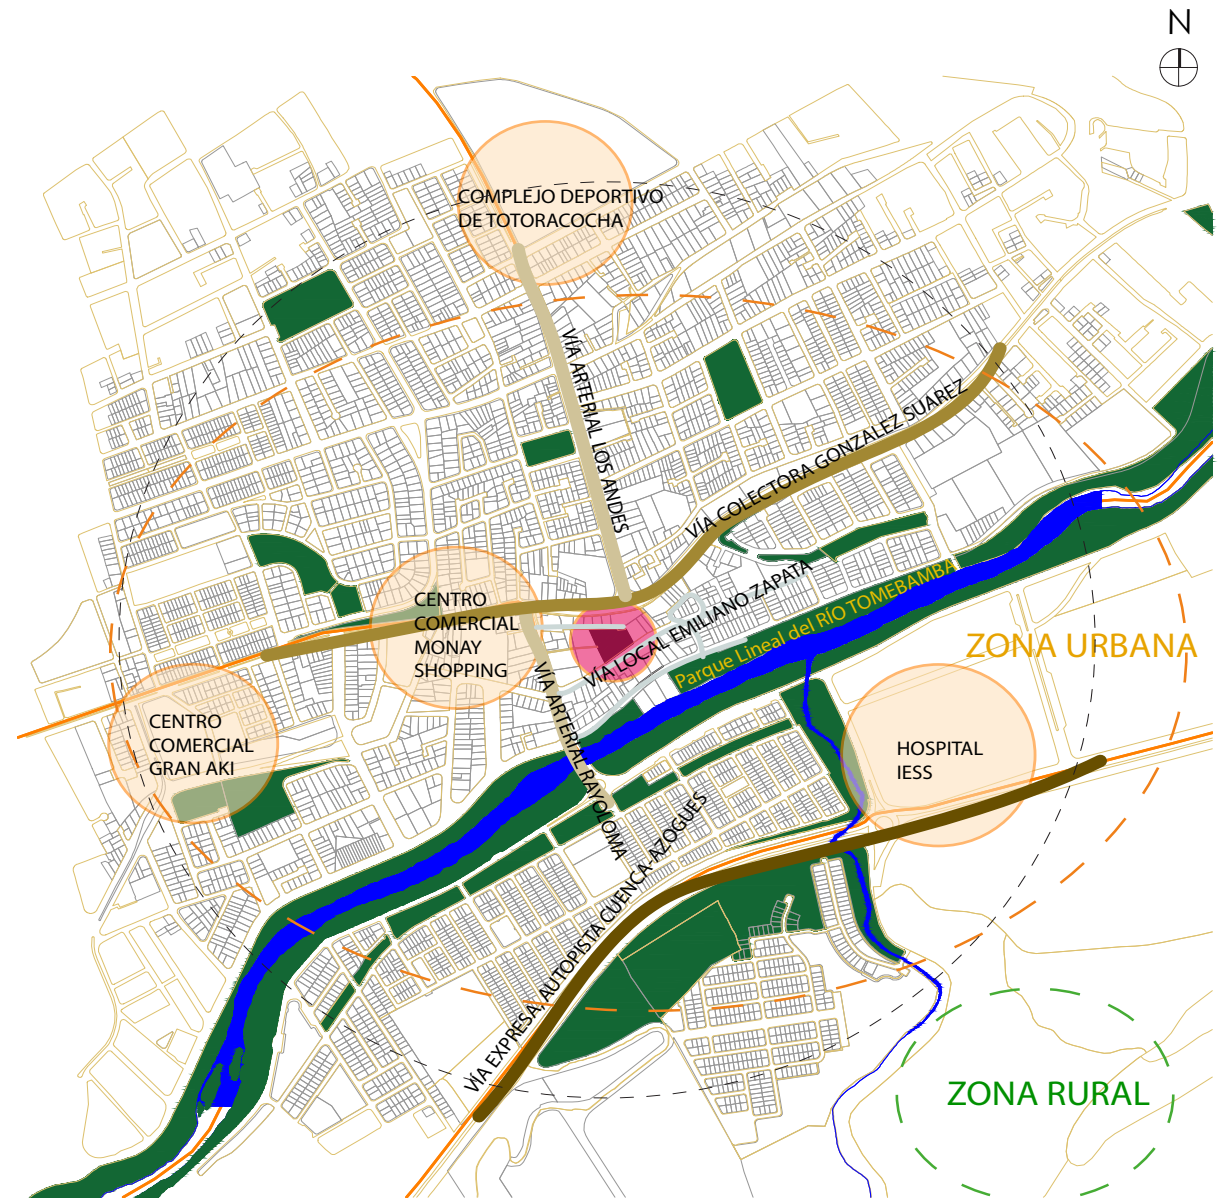 N
COMPLEJO DEPORTIVO
DE TOTORACOCHA
VÍA ARTERIAL LOS ANDES
VÍA COLECTORA GONZALEZ SUAREZ
CENTRO
COMERCIAL
MONAY
SHOPPING
VÍA LOCAL EMILIANO ZAPATA
Parque Lineal del RÍO TOMEBAMBA
ZONA URBANA
CENTRO
COMERCIAL
GRAN AKI
VIA ARTERIAL RAYOLOMA
HOSPITAL
IESS
VÍA EXPRESA, AUTOPISTA CUENCA-AZOGUES
ZONA RURAL